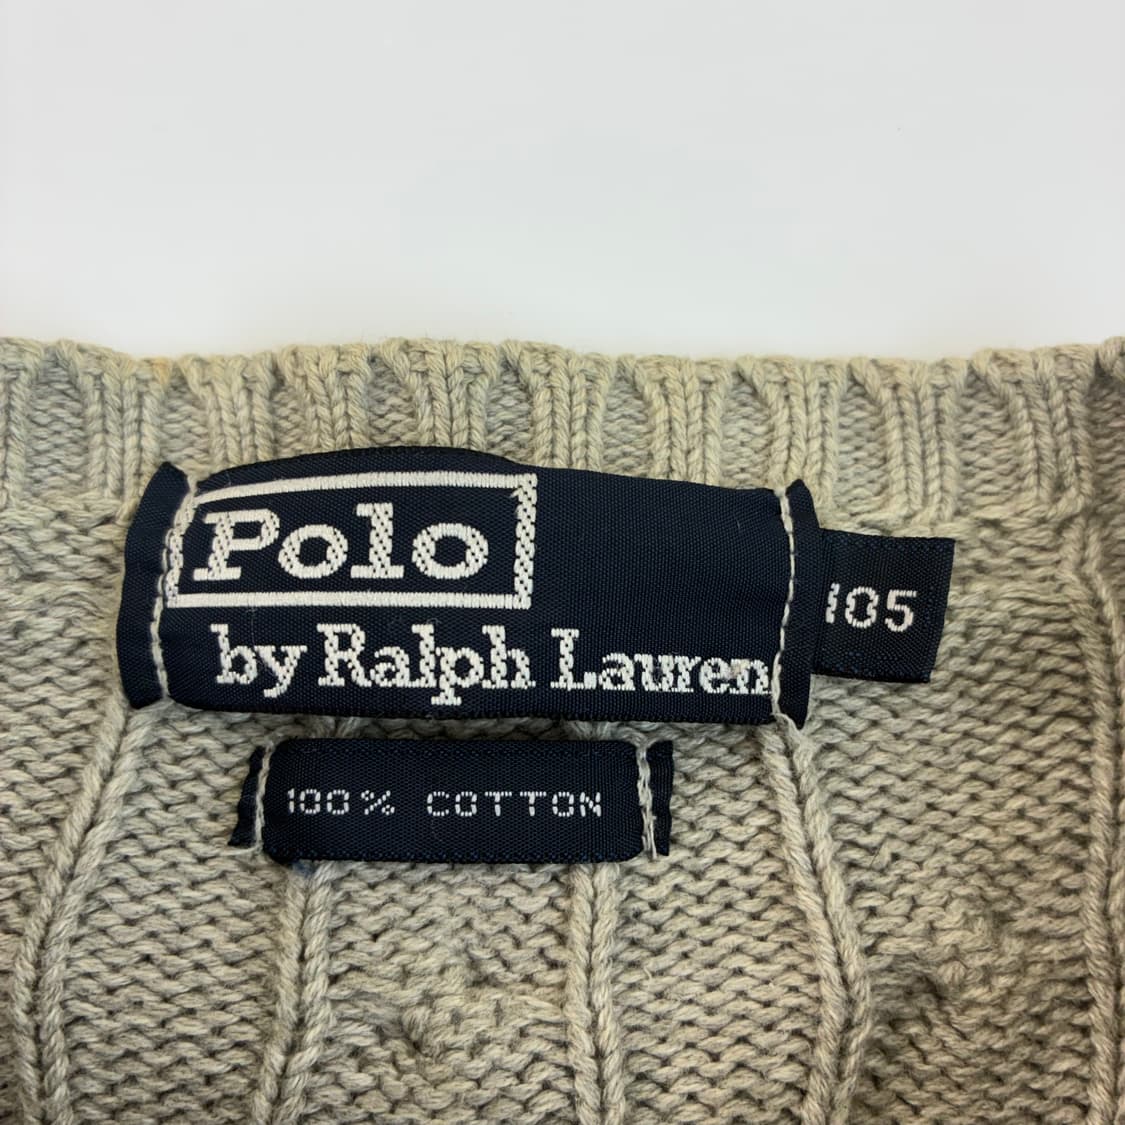 Polo
by Ralph Lauren
105
100% COTTON